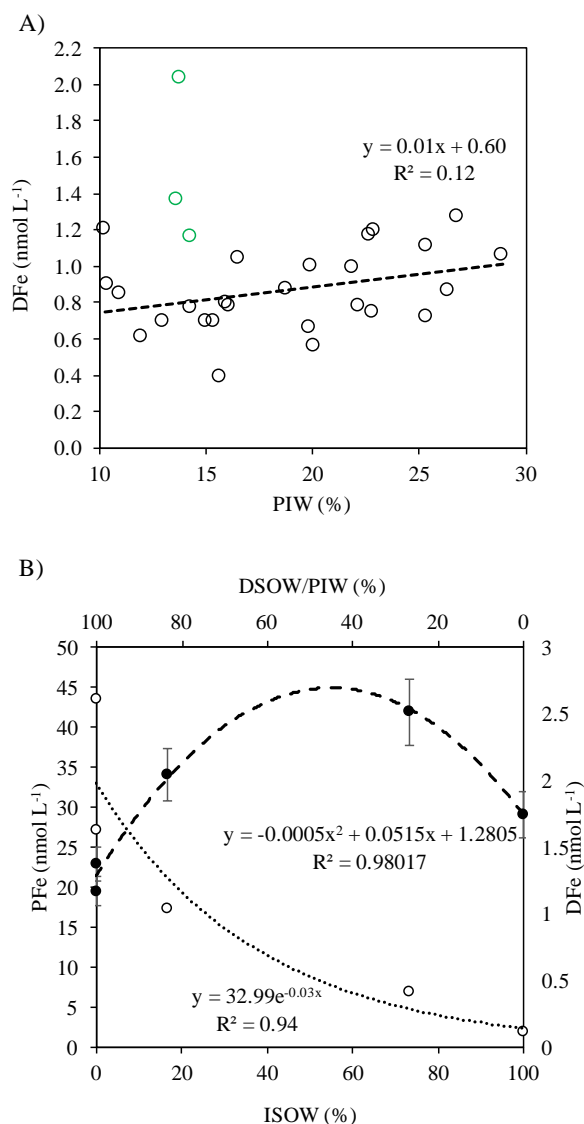 A)
2.2
2.0
1.8
1.6
1.4
1.2
1.0
0.8
0.6
0.4
0.2
0.0
DFe (nmol L⁻¹)
y = 0.01x + 0.60
R² = 0.12
10 15 20 25 30
PIW (%)
B)
DSOW/PIW (%)
100 80 60 40 20 0
50
45
40
35
30
25
20
15
10
5
0
PFe (nmol L⁻¹)
3
2.5
2
1.5
1
0.5
0
DFe (nmol L⁻¹)
y = -0.0005x² + 0.0515x + 1.2805
R² = 0.98017
y = 32.99e⁻⁰·⁰³ˣ
R² = 0.94
0 20 40 60 80 100
ISOW (%)